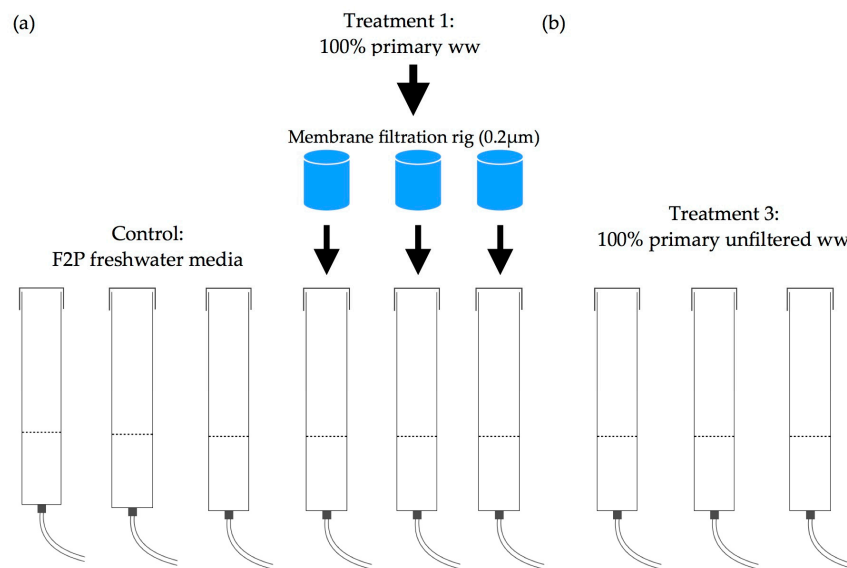 (a)
Treatment 1:
100% primary ww
(b)
Membrane filtration rig (0.2µm)
Control:
F2P freshwater media
Treatment 3:
100% primary unfiltered ww